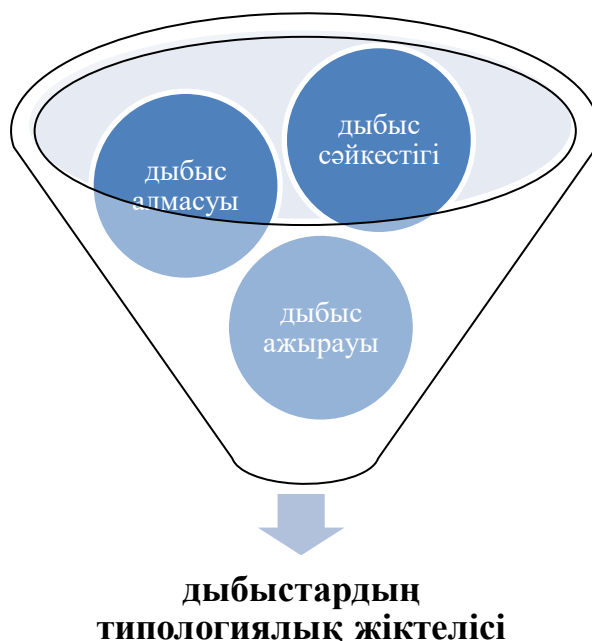 дыбыс
сәйкестігі
дыбыс
алмасуы
дыбыс
ажырауы
дыбыстардың
типологиялық жіктелісі